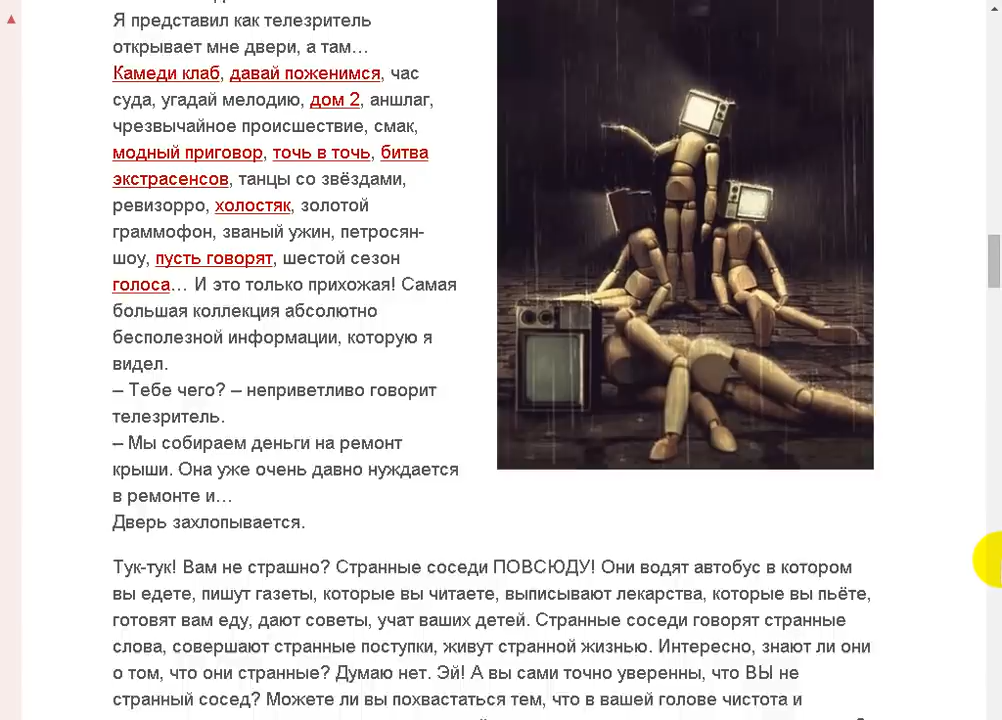 Я представил как телезритель
открывает мне двери, а там…
Камеди клаб, давай поженимся, час
суда, угадай мелодию, дом 2, аншлаг,
чрезвычайное происшествие, смак,
модный приговор, точь в точь, битва
экстрасенсов, танцы со звёздами,
ревизорро, холостяк, золотой
граммофон, званый ужин, петросян-
шоу, пусть говорят, шестой сезон
голоса… И это только прихожая! Самая
большая коллекция абсолютно
бесполезной информации, которую я
видел.
– Тебе чего? – неприветливо говорит
телезритель.
– Мы собираем деньги на ремонт
крыши. Она уже очень давно нуждается
в ремонте и…
Дверь захлопывается.
Тук-тук! Вам не страшно? Странные соседи ПОВСЮДУ! Они водят автобус в котором
вы едете, пишут газеты, которые вы читаете, выписывают лекарства, которые вы пьёте,
готовят вам еду, дают советы, учат ваших детей. Странные соседи говорят странные
слова, совершают странные поступки, живут странной жизнью. Интересно, знают ли они
о том, что они странные? Думаю нет. Эй! А вы сами точно уверенны, что ВЫ не
странный сосед? Можете ли вы похвастаться тем, что в вашей голове чистота и